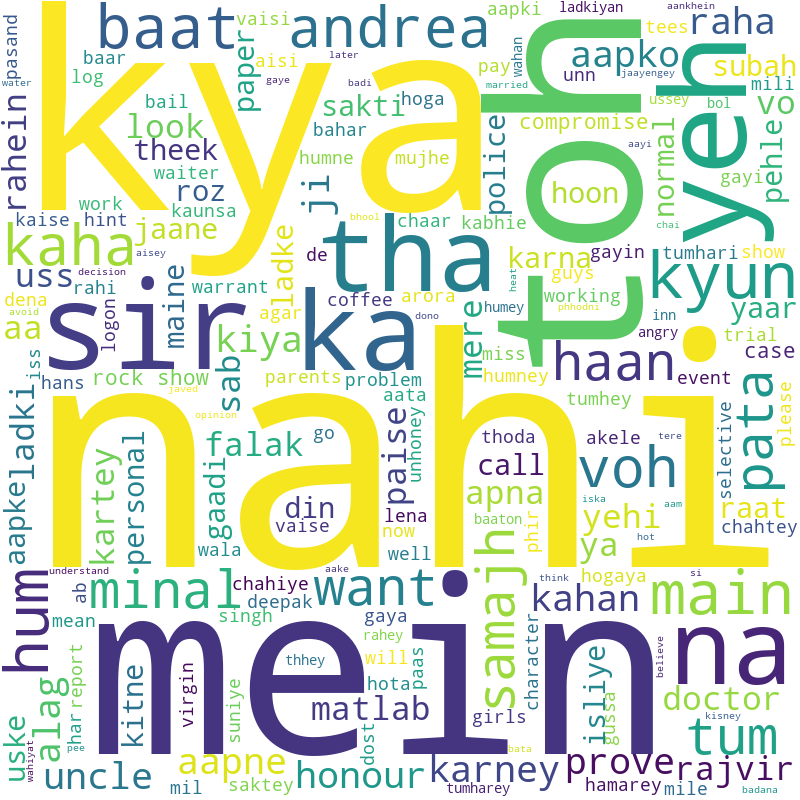 kyun
kya
nahi
mein
toh
sir
tha
ka
yeh
na
baat
andrea
aapko
raha
subah
mili
vo
pehle
normal
police
compromise
hoon
unn
pay
wahan
aapki
ladkiyan
aankhein
tees
gaye
later
badi
married
jaayengey
ussey
bol
aayi
gayi
chai
pasand
baar
log
water
vaisi
aisi
paper
bail
look
theek
waiter
roz
sakti
hoga
bahar
humne
mujhe
ji
rahein
work
kaise
hint
jaane
kaunsa
kaha
uss
maine
ladke
warrant
bhool
chaar
kabhie
de
coffee
arora
agar
rahi
decision
aisey
dena
avoid
aa
logon
kiya
dono
humey
mere
karna
gayin
guys
working
heat
phhodni
inn
tumhari
show
yaar
angry
trial
haan
miss
humney
tumhey
event
case
please
iss
hans
rock show
sab
parents
problem
javed
opinion
aata
unhoney
paise
go
falak
gaadi
personal
ladki
aapke
kartey
din
vaise
lena
now
well
wala
thoda
call
apna
akele
tere
voh
iska
aam
yehi
baaton
phir
ya
hot
pata
selective
raat
chahtey
hum
understand
ab
minal
chahiye
deepak
aake
want
samajh
think
hogaya
kahan
si
main
mean
singh
gaya
rahey
will
hota
thhey
paas
matlab
girls
character
isliye
gussa
believe
doctor
kisney
tum
uske
alag
har
report
pee
wahiyat
kitne
virgin
suniye
dost
uncle
aapne
mil
saktey
honour
tumharey
karney
bata
prove
hamarey
rajvir
mile
badana